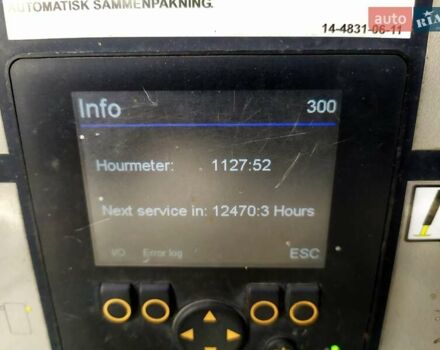 AUTOMATISK SAMMENPAKNING.
14-4831-06-11
auto
RIA
Info 300
Hourmeter: 1127:52
Next service in: 12470:3 Hours
I/O Error log ESC